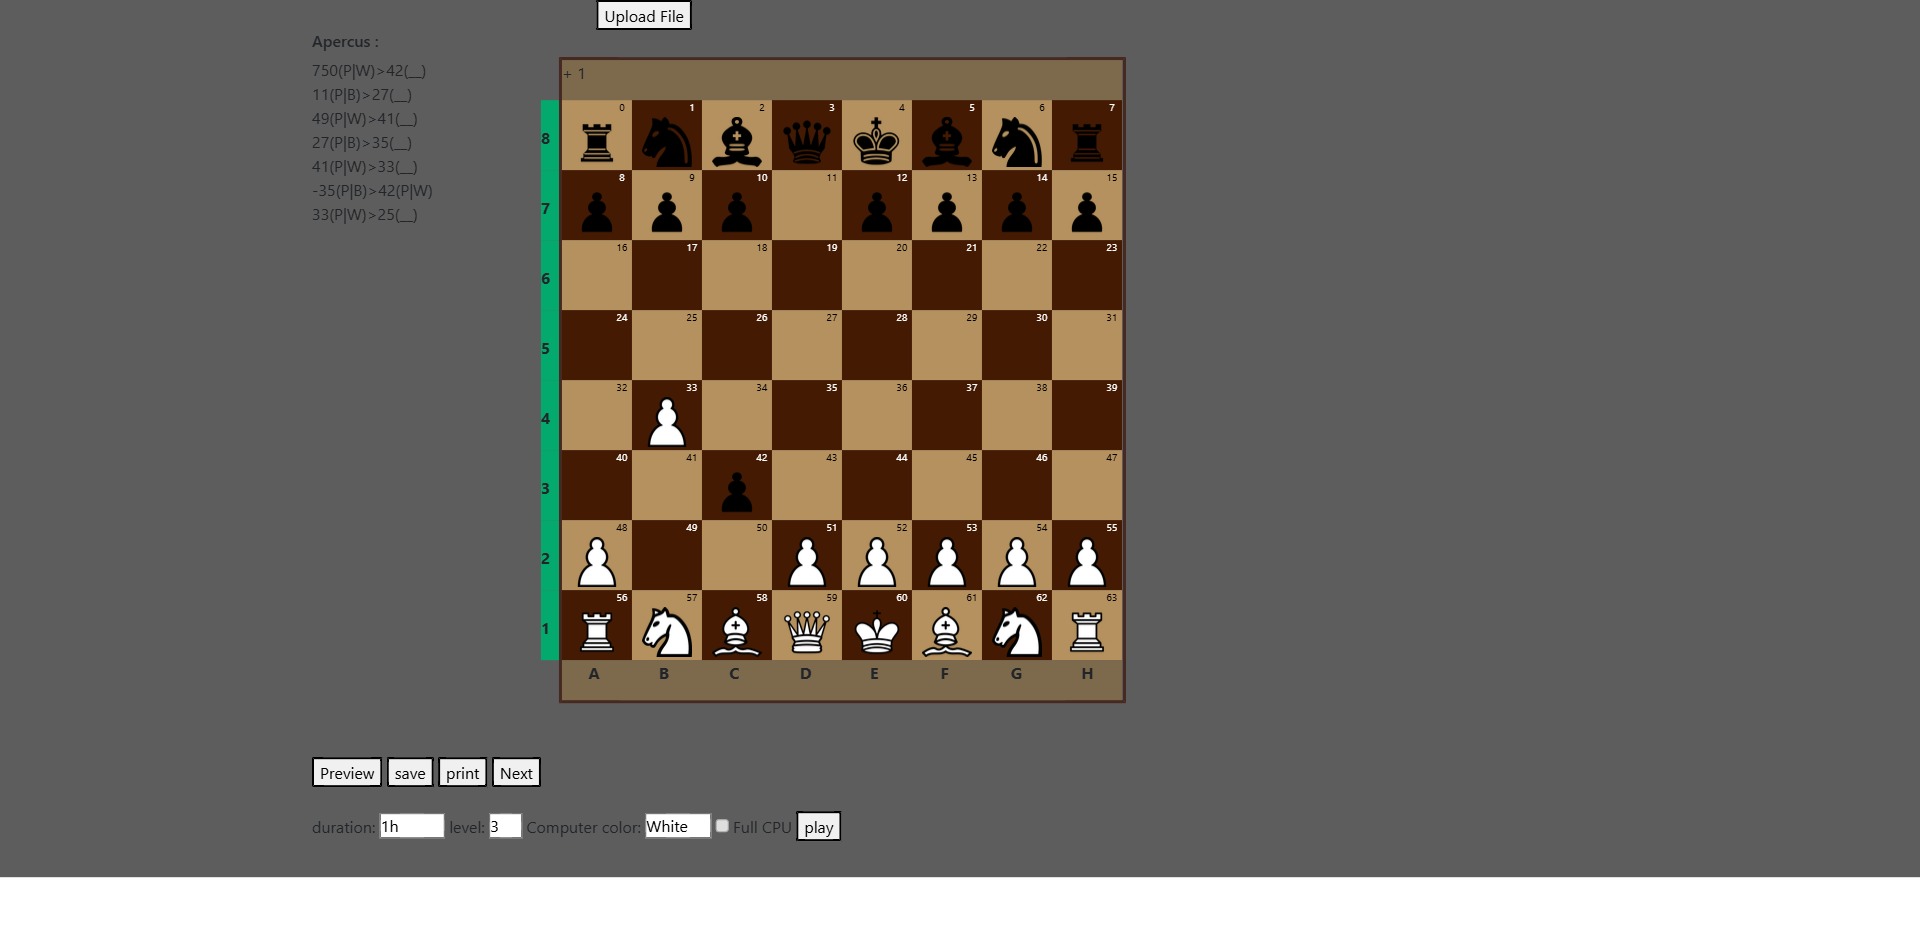 Upload File
Apercus :
750(P|W)>42(__)
11(P|B)>27(__)
49(P|W)>41(__)
27(P|B)>35(__)
41(P|W)>33(__)
-35(P|B)>42(P|W)
33(P|W)>25(__)
+ 1
0 1 2 3 4 5 6 7
8
8 9 10 11 12 13 14 15
7
16 17 18 19 20 21 22 23
6
24 25 26 27 28 29 30 31
5
32 33 34 35 36 37 38 39
4
40 41 42 43 44 45 46 47
3
48 49 50 51 52 53 54 55
2
56 57 58 59 60 61 62 63
1
A B C D E F G H
Preview save print Next
duration: 1h level: 3 Computer color: White Full CPU play